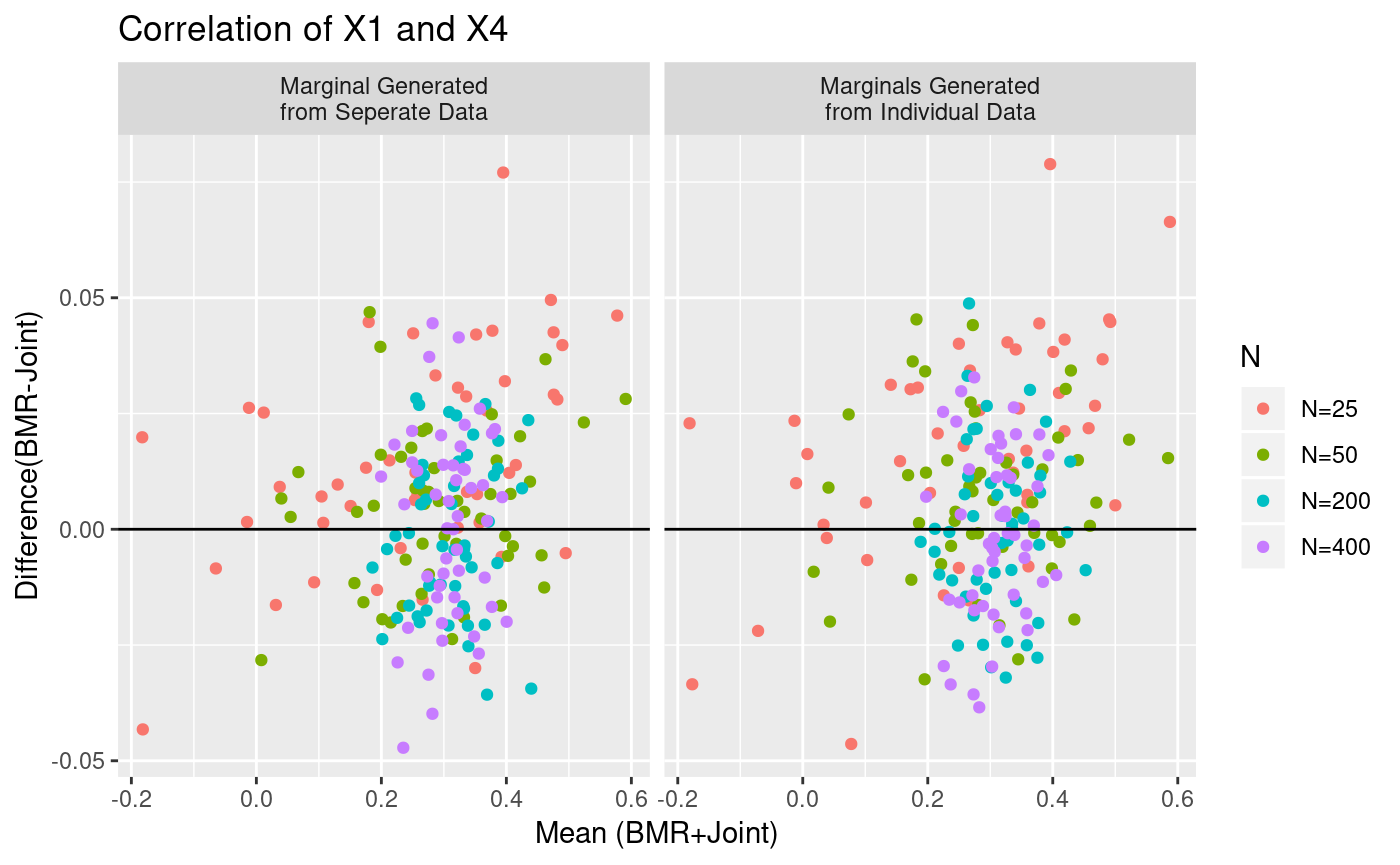 Correlation of X1 and X4
Marginal Generated
from Seperate Data
Marginals Generated
from Individual Data
Difference(BMR-Joint)
0.05
0.00
-0.05
-0.2
0.0
0.2
0.4
0.6
-0.2
0.0
0.2
0.4
0.6
Mean (BMR+Joint)
N
N=25
N=50
N=200
N=400